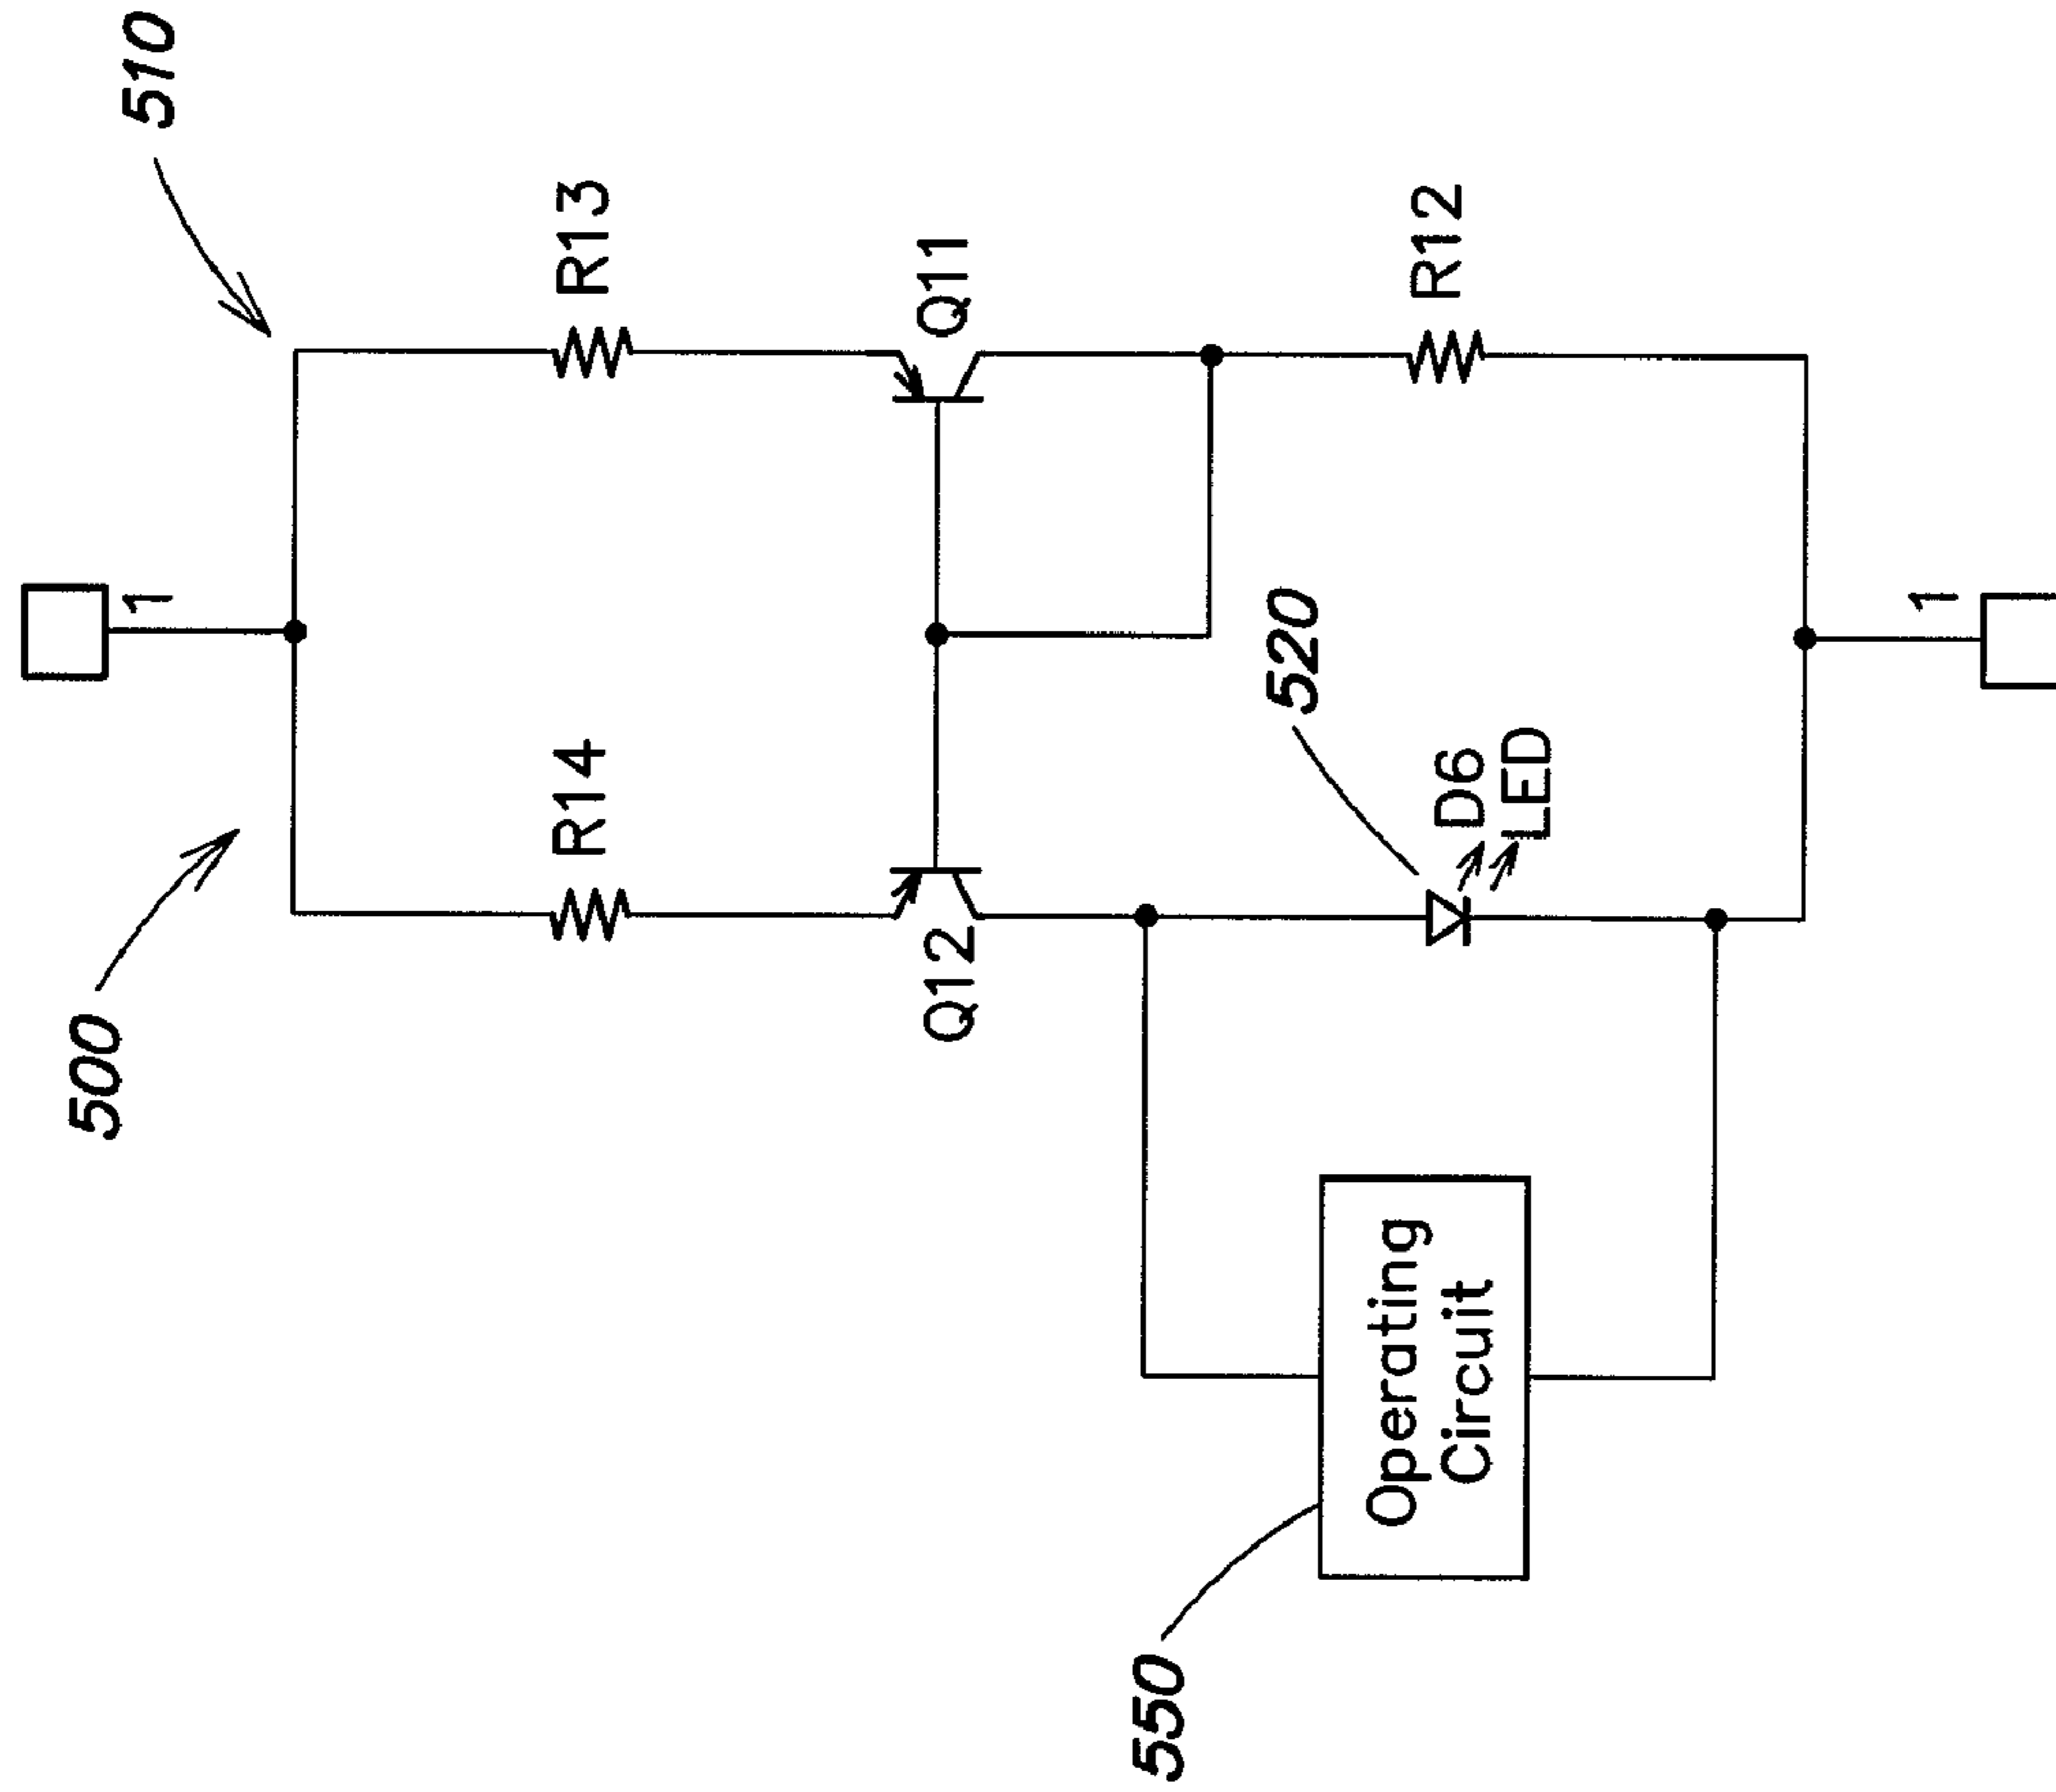 510
500
1
R13
R14
Q11
Q12
R12
520
D6
LED
1
Operating
Circuit
550